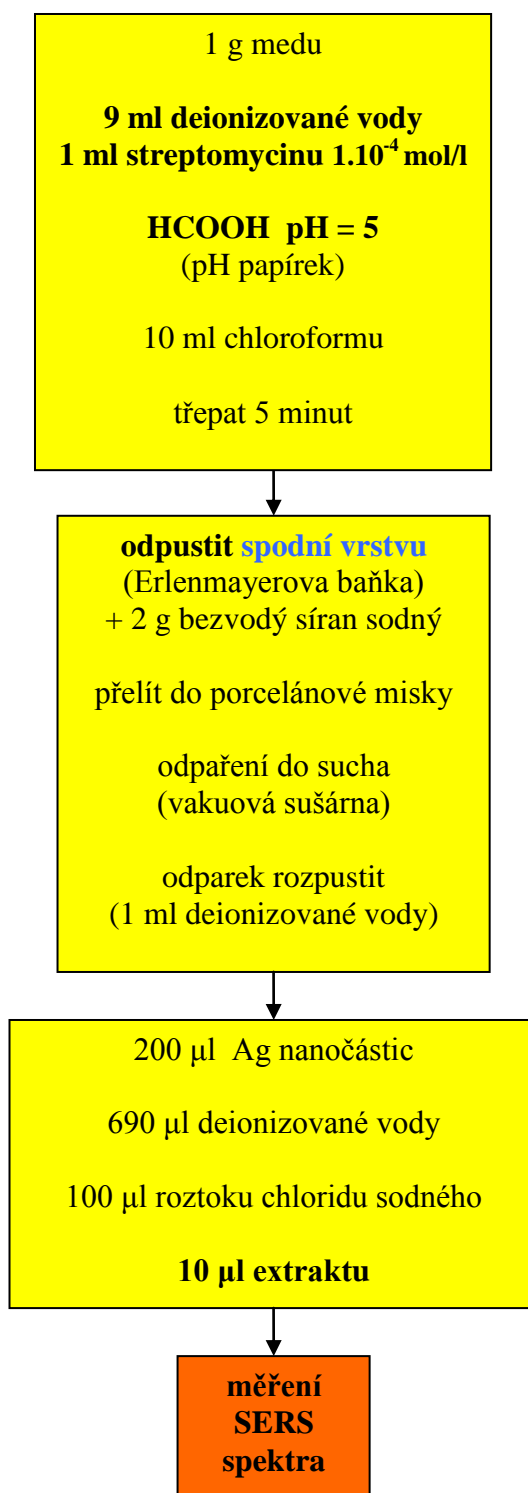 1 g medu
9 ml deionizované vody
1 ml streptomycinu 1.10⁻⁴ mol/l
HCOOH pH = 5
(pH papírek)
10 ml chloroformu
třepat 5 minut
odpustit spodní vrstvu
(Erlenmayerova baňka)
+ 2 g bezvodý síran sodný
přelít do porcelánové misky
odpaření do sucha
(vakuová sušárna)
odparek rozpustit
(1 ml deionizované vody)
200 µl Ag nanočástic
690 µl deionizované vody
100 µl roztoku chloridu sodného
10 µl extraktu
měření
SERS
spektra